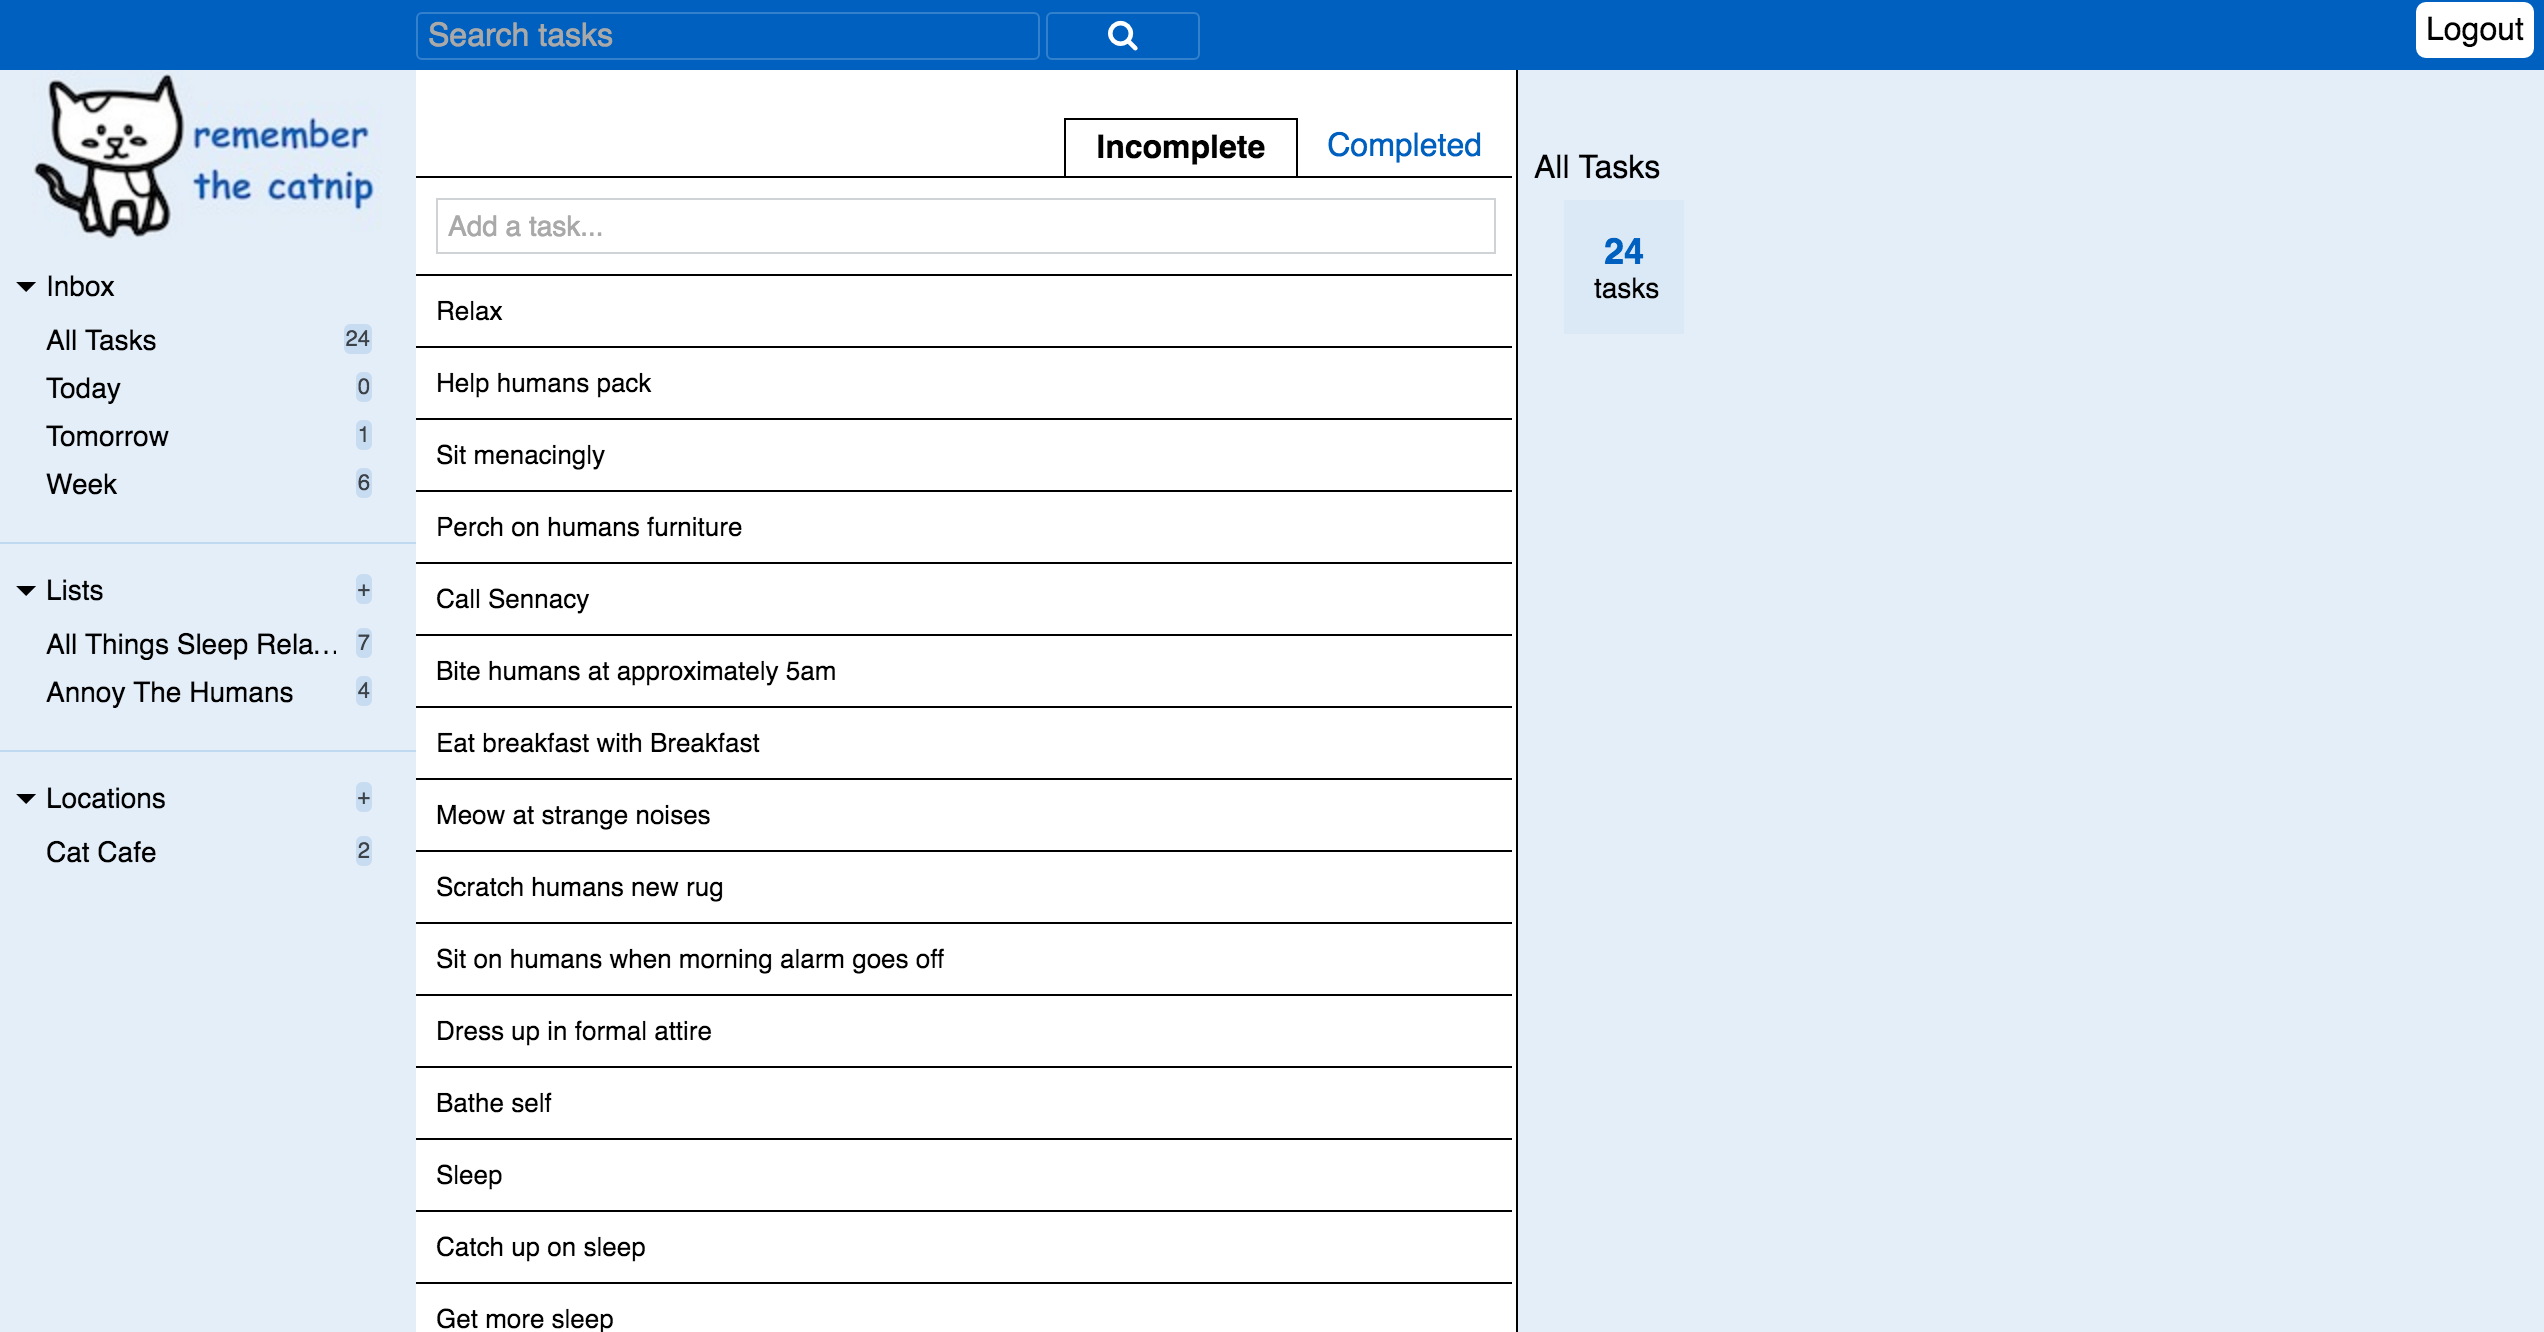 Search tasks
Logout
remember
the catnip
Inbox
All Tasks 24
Today 0
Tomorrow 1
Week 6
Lists +
All Things Sleep Rela... 7
Annoy The Humans 4
Locations +
Cat Cafe 2
Incomplete Completed
Add a task...
Relax
Help humans pack
Sit menacingly
Perch on humans furniture
Call Sennacy
Bite humans at approximately 5am
Eat breakfast with Breakfast
Meow at strange noises
Scratch humans new rug
Sit on humans when morning alarm goes off
Dress up in formal attire
Bathe self
Sleep
Catch up on sleep
Get more sleep
All Tasks
24
tasks